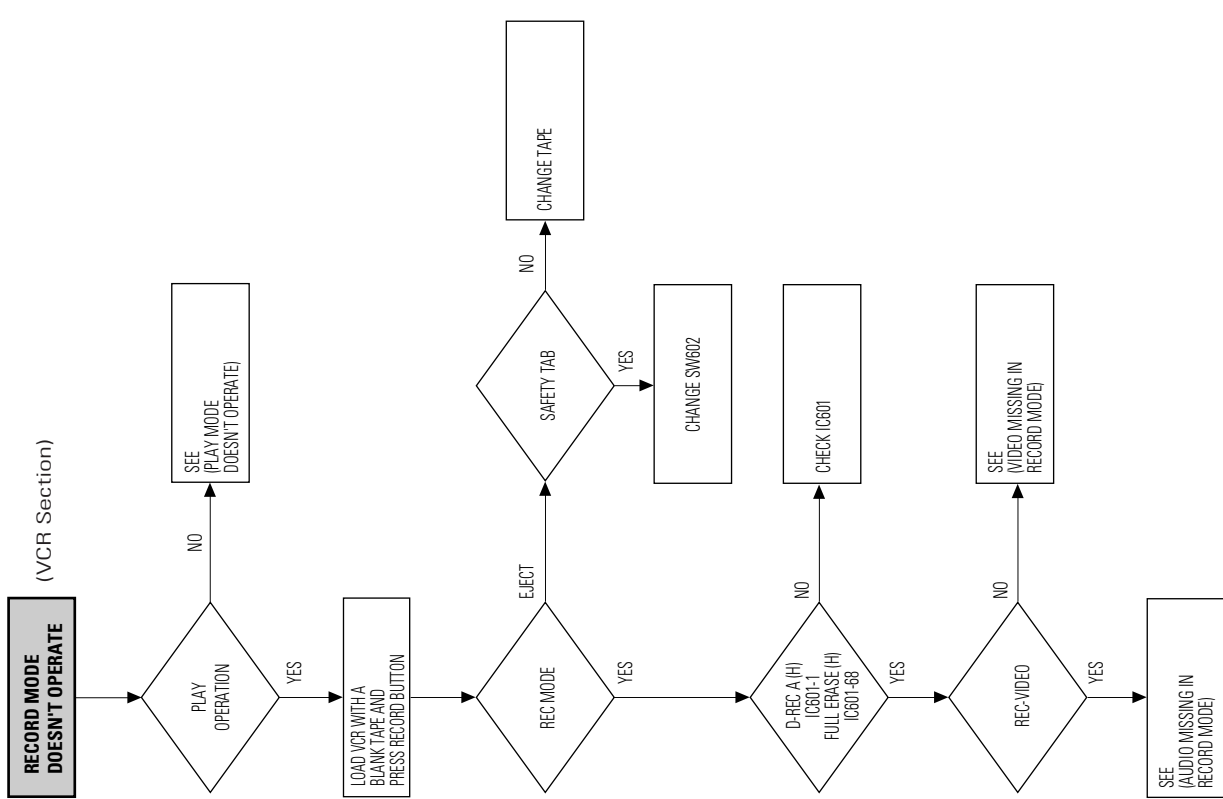 RECORD MODE
DOESN'T OPERATE
(VCR Section)
PLAY
OPERATION
NO
SEE
(PLAY MODE
DOESN'T OPERATE)
YES
LOAD VCR WITH A
BLANK TAPE AND
PRESS RECORD BUTTON
REC MODE
EJECT
SAFETY TAB
NO
CHANGE TAPE
YES
CHANGE SW602
YES
D-REC A (H)
IC601-1
FULL ERASE (H)
IC601-68
NO
CHECK IC601
YES
REC-VIDEO
NO
SEE
(VIDEO MISSING IN
RECORD MODE)
YES
SEE
(AUDIO MISSING IN
RECORD MODE)